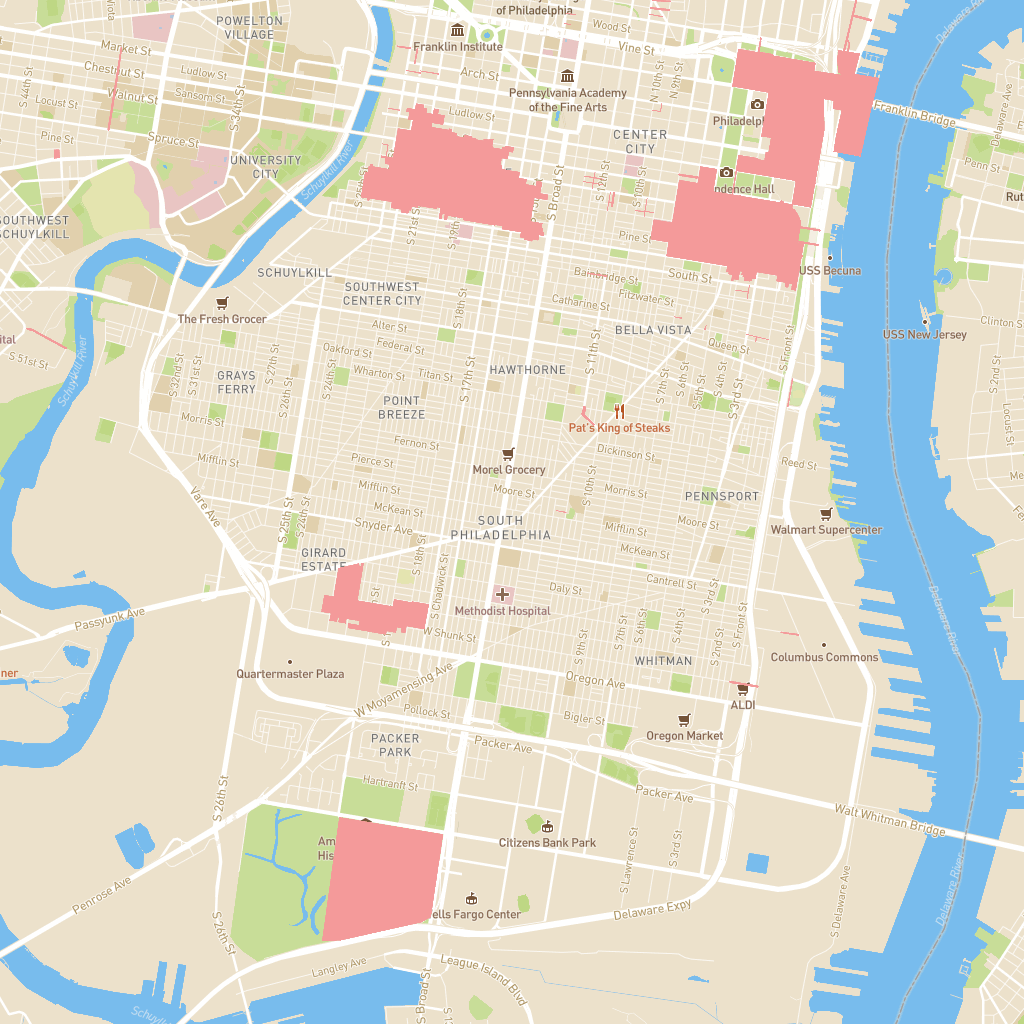 of Philadelphia
POWELTON
VILLAGE
Wood St
Franklin Institute
Vine St
Market St
Chestnut St
Ludlow St
Arch St
Pennsylvania Academy
of the Fine Arts
N 10th St
N 9th St
Delaware Ave
S 44th St
Locust St
Walnut St
Sansom St
S 34th St
Ludlow St
Philadelph
Franklin Bridge
Pine St
Spruce St
CENTER
CITY
UNIVERSITY
CITY
Schuylkill River
S 25th St
S Broad St
S 12th St
S 10th St
ndence Hall
Penn St
Rut
SOUTHWEST
SCHUYLKILL
S 21st St
S 19th
Pine St
USS Becuna
SCHUYLKILL
SOUTHWEST
CENTER CITY
Bainbridge St
South St
Fitzwater St
Catharine St
The Fresh Grocer
S 18th St
Alter St
Federal St
BELLA VISTA
Queen St
S Front St
USS New Jersey
Clinton S
ital
S 51st St
Schuylkill River
Oakford St
Wharton St
Titan St
HAWTHORNE
S 11th St
S 7th St
S 6th St
S 5th St
S 4th St
S 3rd St
S 2nd St
GRAYS
FERRY
S 32nd St
S 31st St
S 27th St
S 26th St
S 24th St
S 17th St
POINT
BREEZE
Morris St
Pat's King of Steaks
Locust St
Fernon St
Dickinson St
Mifflin St
Pierce St
Morel Grocery
Reed St
Me
Vare Ave
Mifflin St
Moore St
S 10th St
Morris St
PENNSPORT
S 25th St
S 24th St
McKean St
Snyder Ave
SOUTH
PHILADELPHIA
Mifflin St
Moore St
Walmart Supercenter
GIRARD
ESTATE
S 18th St
S Chadwick St
McKean St
Cantrell St
Daly St
Methodist Hospital
Passyunk Ave
W Shunk St
S 9th St
S 7th St
S 6th St
S 4th St
S 3rd St
S 2nd St
S Front St
Delaware River
WHITMAN
Columbus Commons
Quartermaster Plaza
ner
W Moyamensing Ave
Oregon Ave
ALDI
Pollock St
Bigler St
Oregon Market
PACKER
PARK
Packer Ave
Hartranft St
Packer Ave
S 26th St
Walt Whitman Bridge
Am
His
Citizens Bank Park
S Lawrence St
S 3rd St
Penrose Ave
Delaware River
S 26th St
ells Fargo Center
Delaware Expy
S Delaware Ave
Langley Ave
League Island Blvd
S Broad St